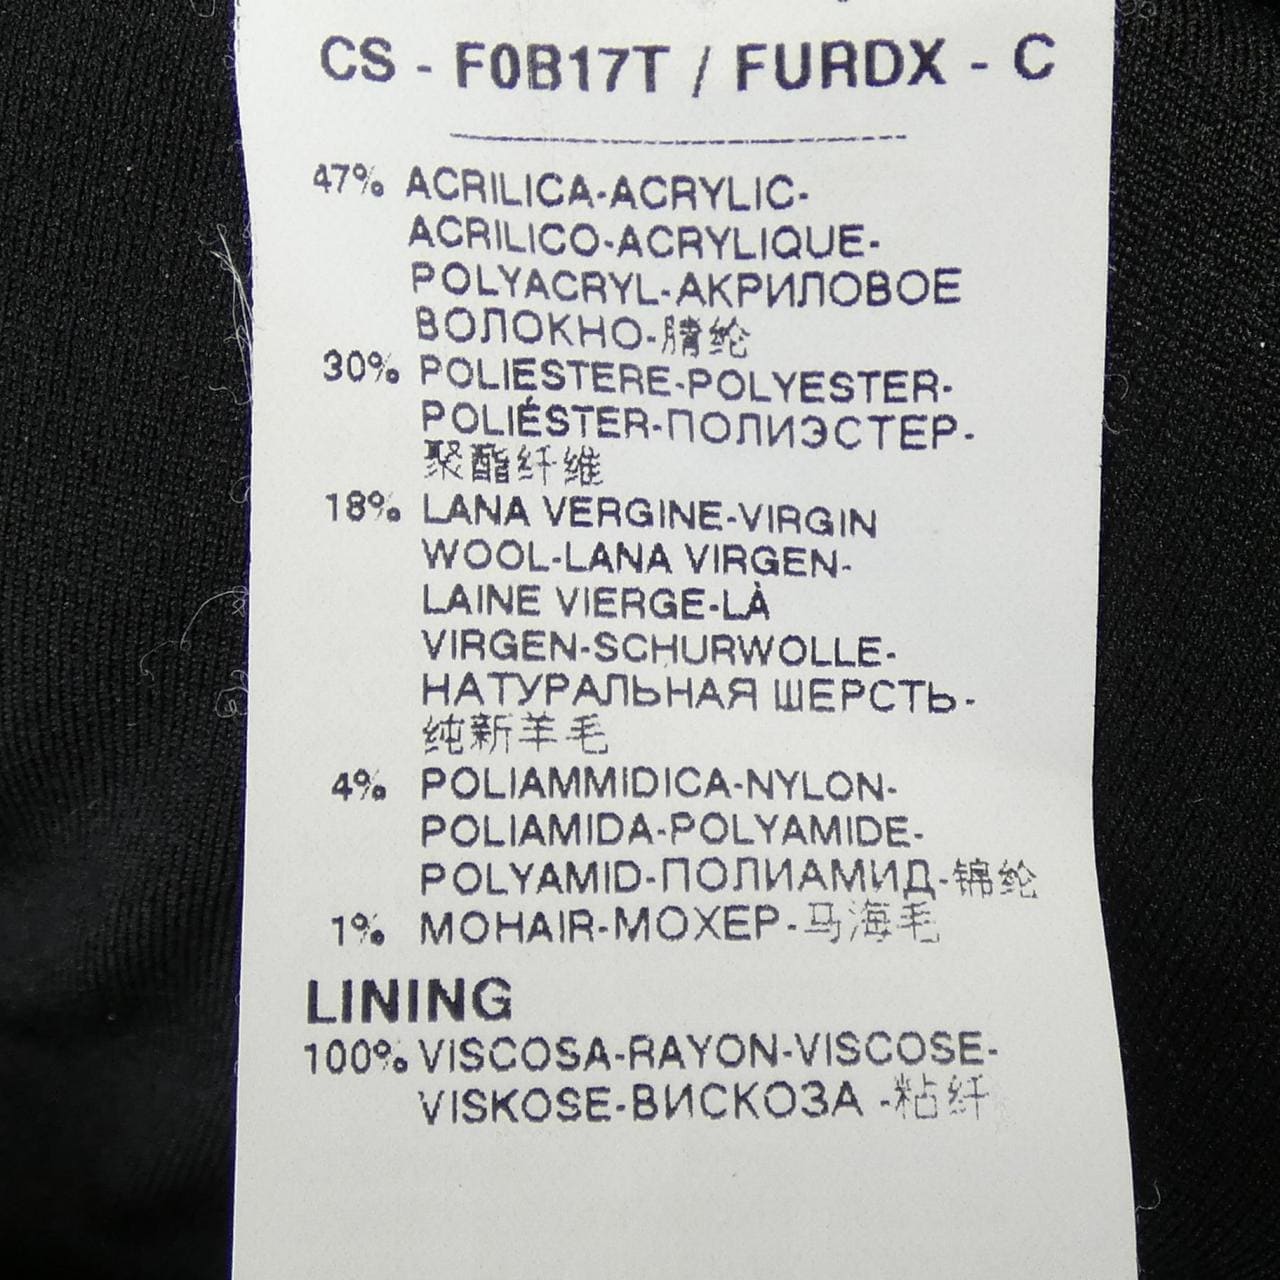 CS - F0B17T / FURDX - C
47% ACRILICA-ACRYLIC-
ACRILICO-ACRYLIQUE-
POLYACRYL-АКРИЛОВОЕ
ВОЛОКНО-腈纶
30% POLIESTERE-POLYESTER-
POLIÉSTER-ПОЛИЭСТЕР-
聚酯纤维
18% LANA VERGINE-VIRGIN
WOOL-LANA VIRGEN-
LAINE VIERGE-LÀ
VIRGEN-SCHURWOLLE-
НАТУРАЛЬНАЯ ШЕРСТЬ-
纯新羊毛
4% POLIAMMIDICA-NYLON-
POLIAMIDA-POLYAMIDE-
POLYAMID-ПОЛИАМИД-锦纶
1% MOHAIR-МОХЕР-马海毛
LINING
100% VISCOSA-RAYON-VISCOSE-
VISKOSE-ВИСКОЗА -粘纤